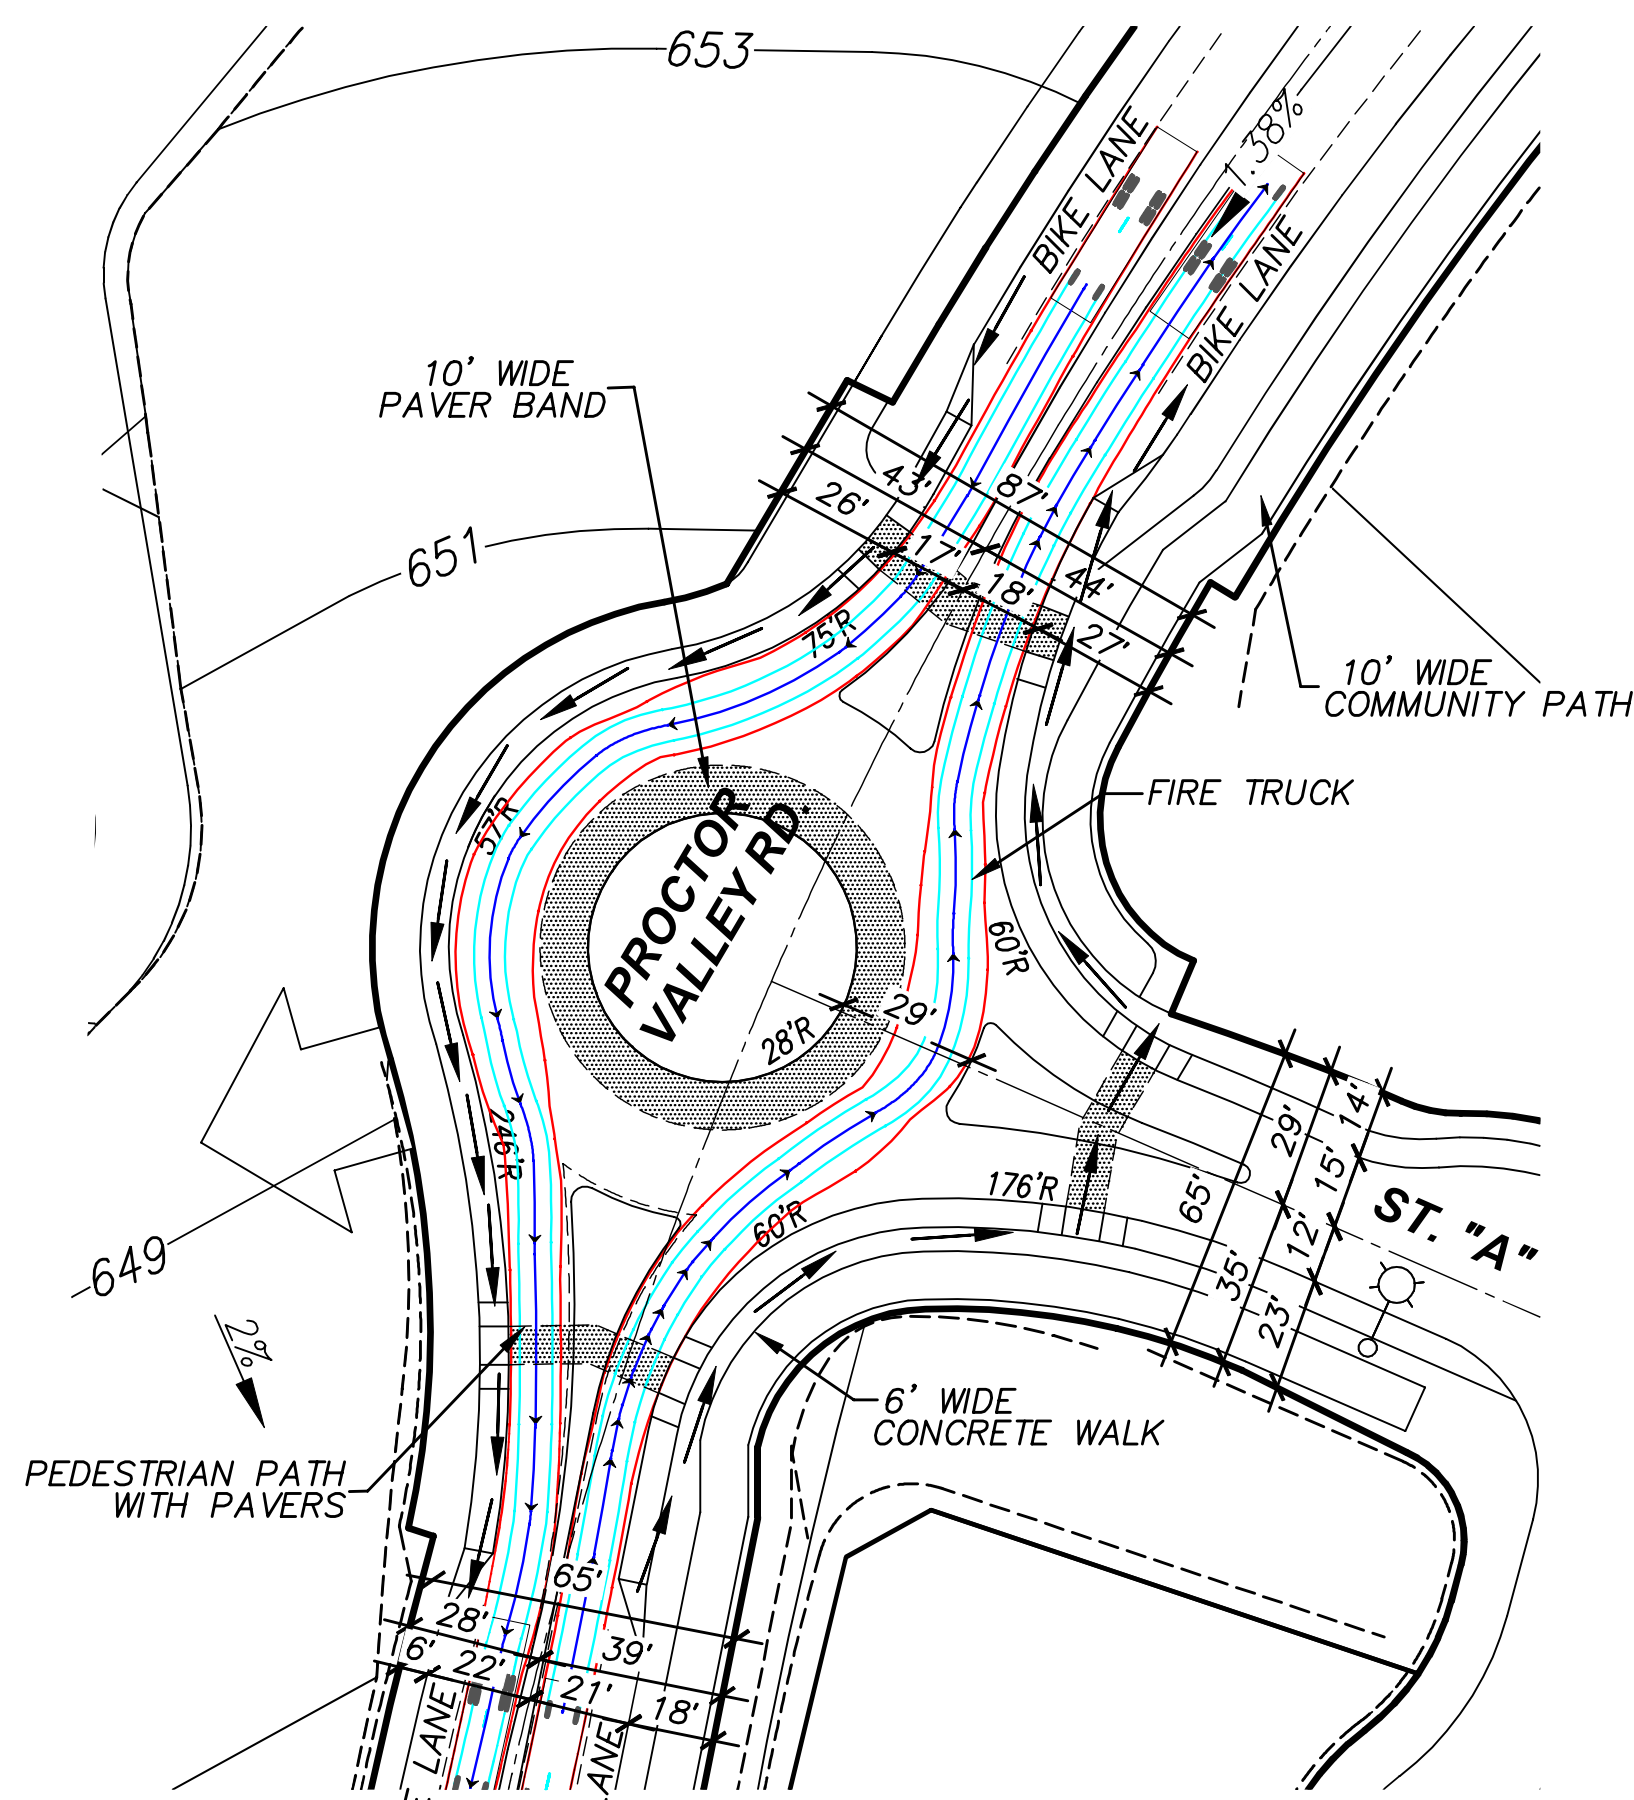 653
1.38%
BIKE LANE
BIKE LANE
10' WIDE
PAVER BAND
43'
87'
26'
17'
18'
44'
27'
651
75'R
10' WIDE
COMMUNITY PATH
FIRE TRUCK
57'R
PROCTOR
VALLEY RD.
60'R
29'
28'R
14'
29'
15'
246'R
176'R
65'
60'R
12'
ST. "A"
649
35'
23'
2%
6' WIDE
CONCRETE WALK
PEDESTRIAN PATH
WITH PAVERS
65'
28'
39'
6'
22'
21'
18'
LANE
ANE